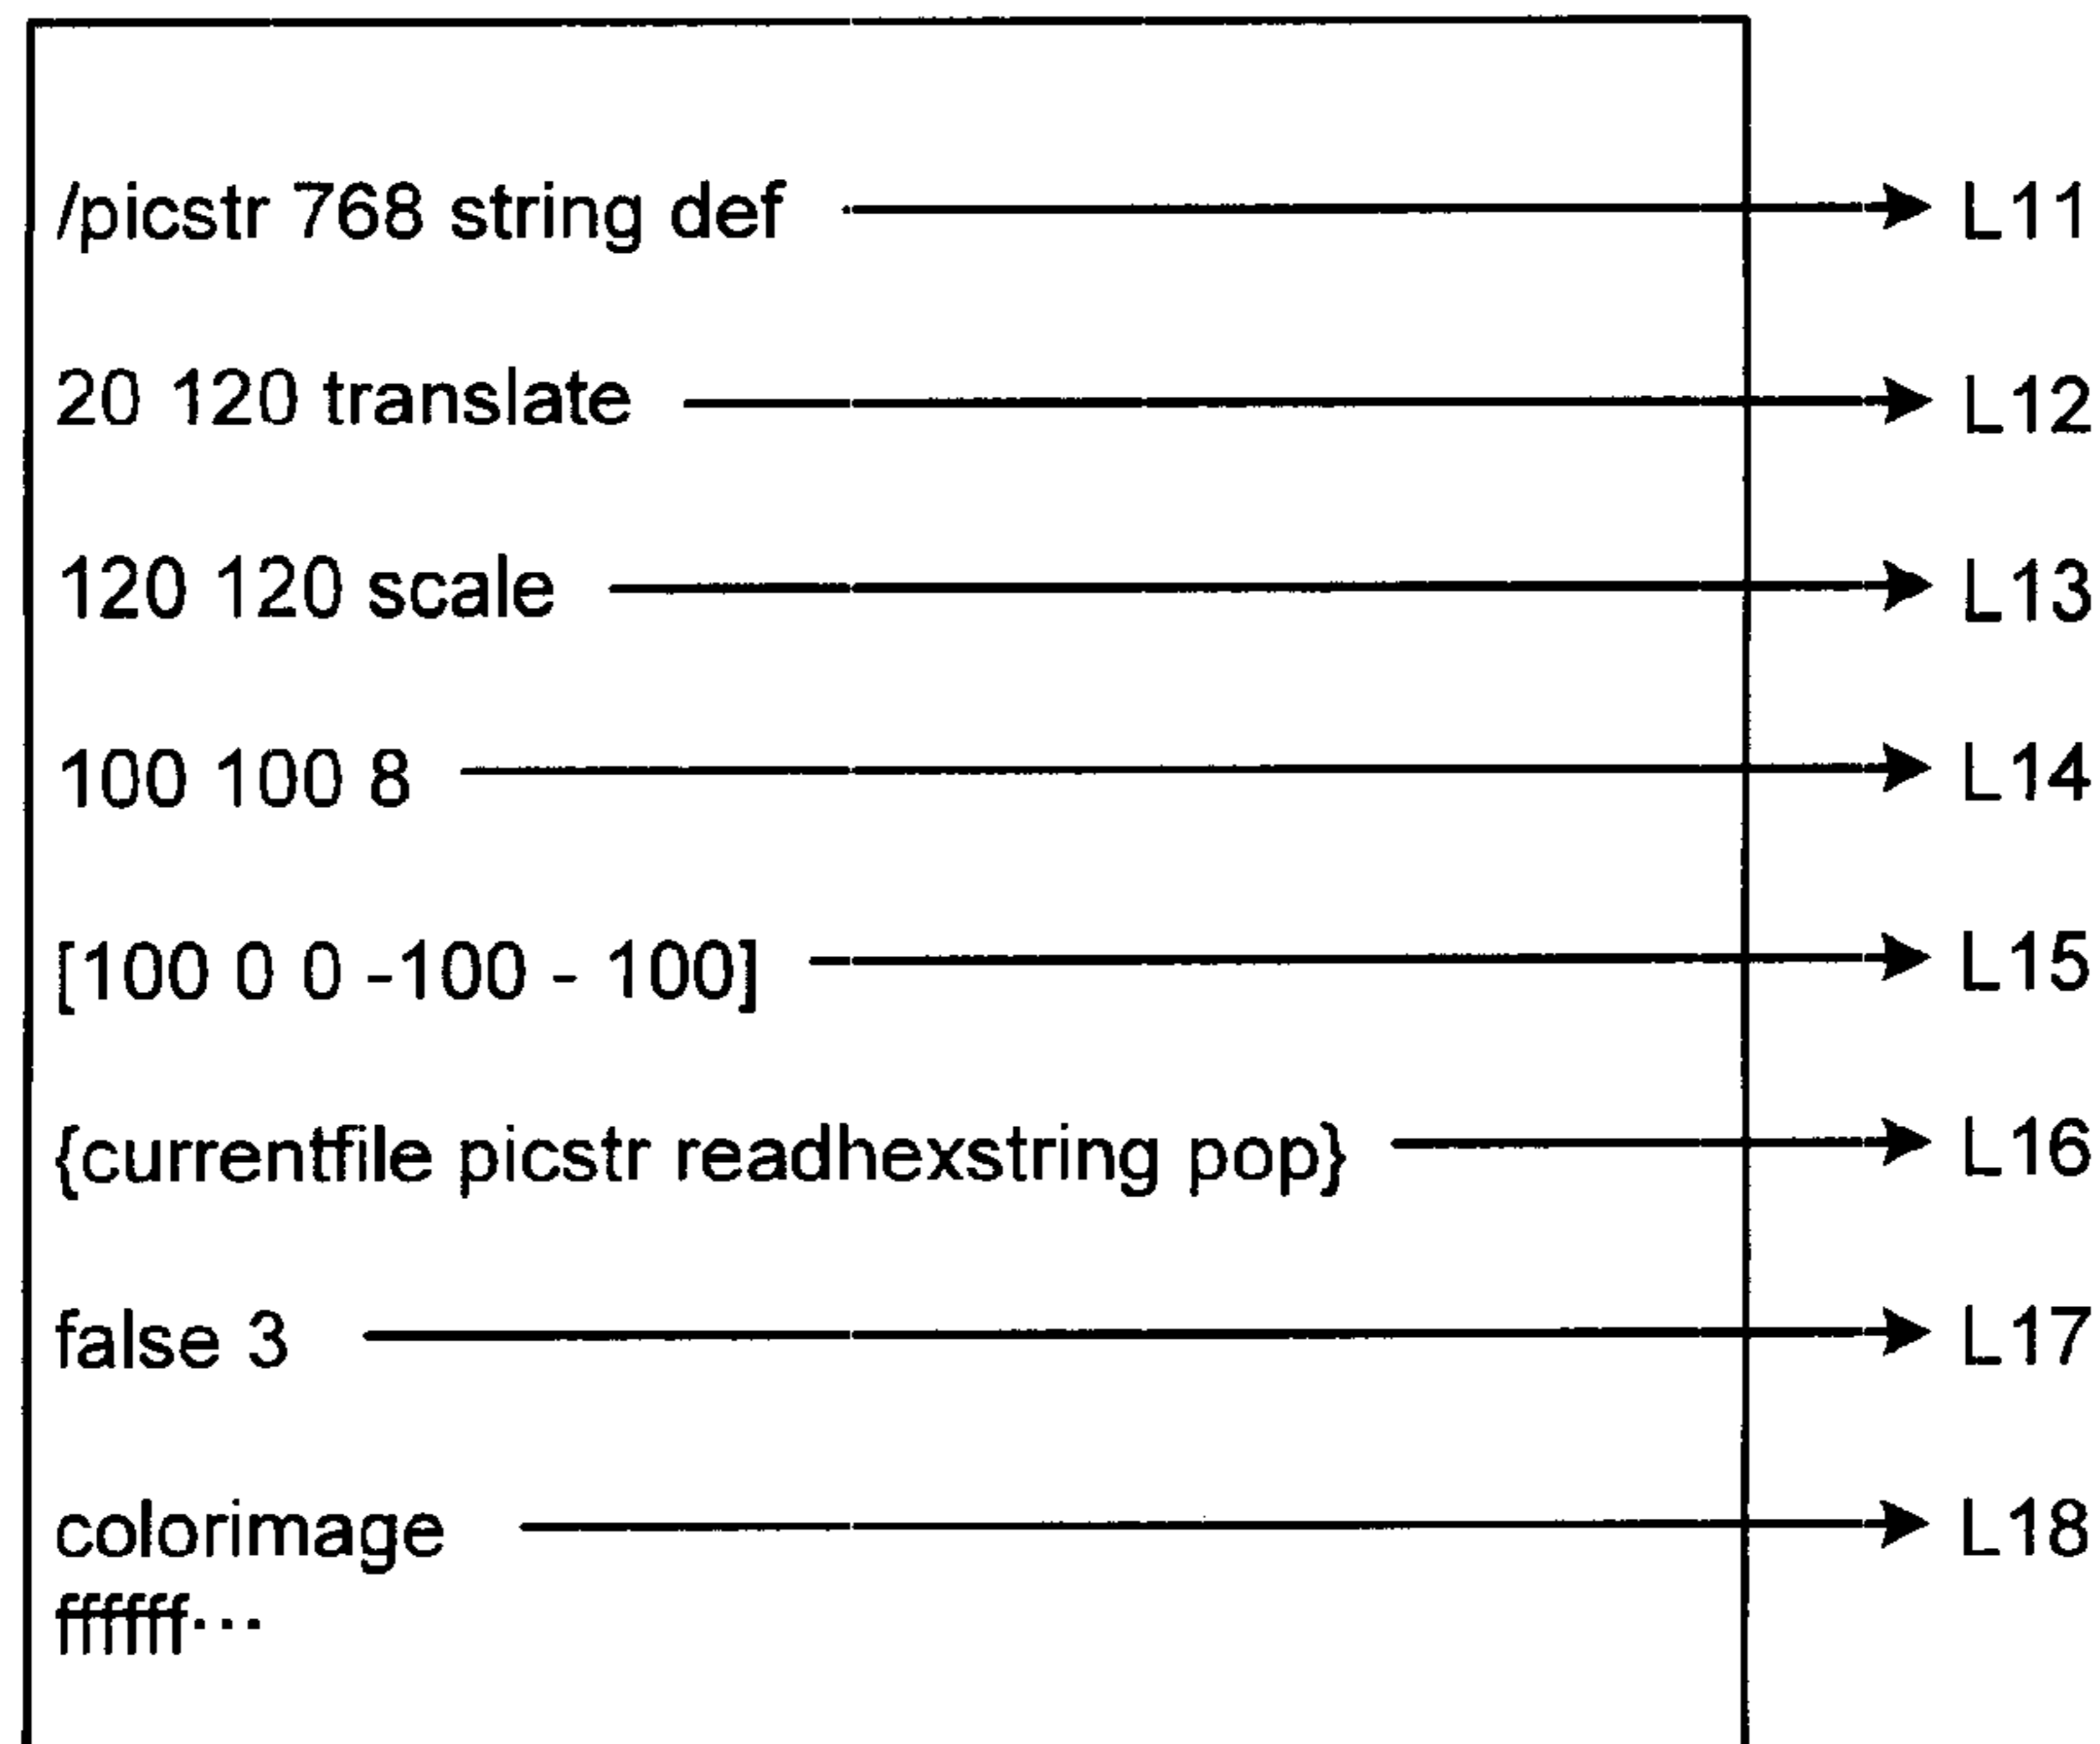 /picstr 768 string def L11
20 120 translate L12
120 120 scale L13
100 100 8 L14
[100 0 0 -100 - 100] L15
{currentfile picstr readhexstring pop} L16
false 3 L17
colorimage L18
ffffff···